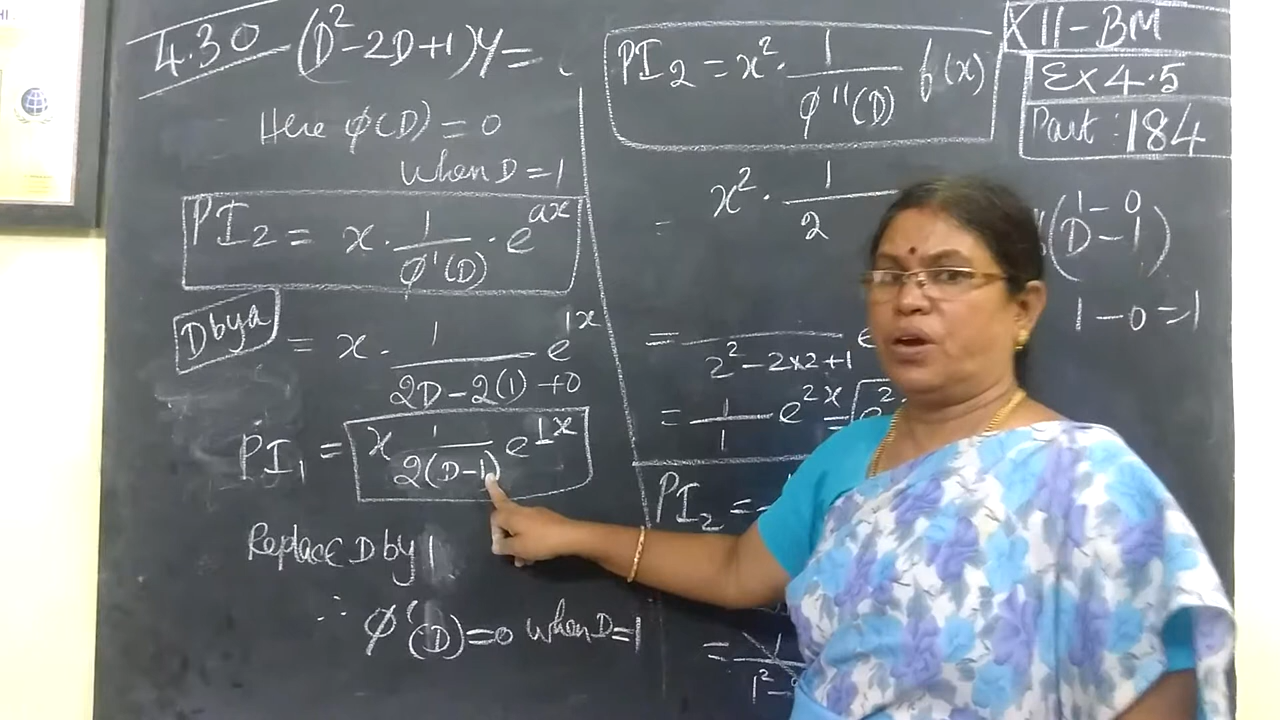 4.30 (D²-2D+1)y =
Here φ(D) = 0
when D = 1
PI₂ = x · 1/φ'(D) · e^ax
D by a
= x · 1/(2D-2(1)+0) e^1x
PI₁ = x 1/2(D-1) e^1x
Replace D by 1
∴ φ'(D) = 0 when D = 1
PI₂ = x² · 1/φ''(D) f(x)
= x² · 1/2
= 1/(2²-2×2+1) e
= 1/1 e^2x =
PI₂ =
= 1/1²-
XII-BM
Ex 4.5
Part : 184
1-0
(D-1)
1-0=1